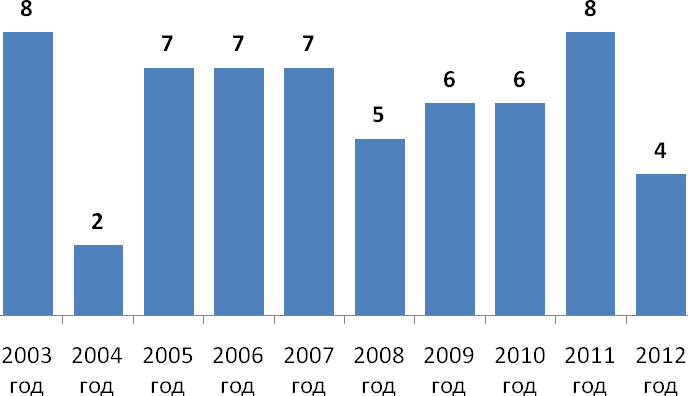 8
2
7
7
7
5
6
6
8
4
2003 год
2004 год
2005 год
2006 год
2007 год
2008 год
2009 год
2010 год
2011 год
2012 год